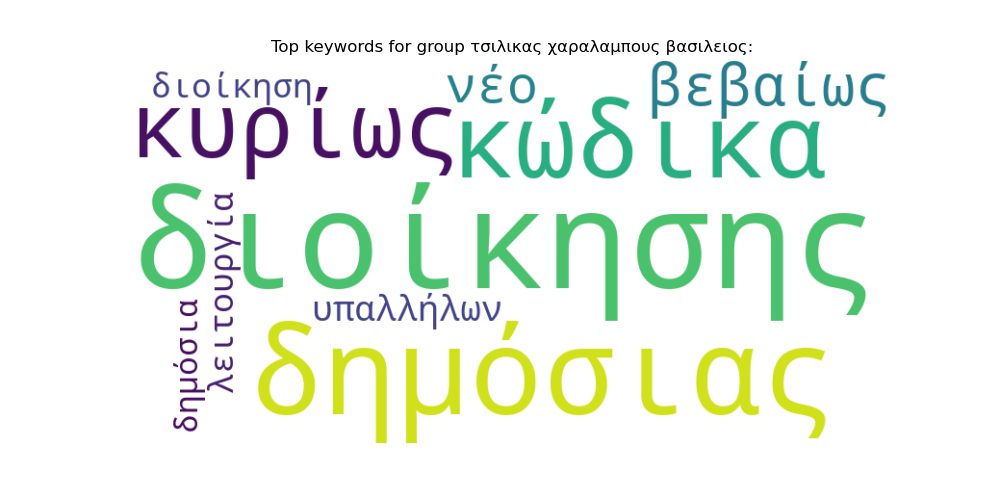 Top keywords for group τσιλικας χαραλαμπους βασιλειος:
διοίκηση
νέο
βεβαίως
κυρίως
κώδικα
διοίκησης
λειτουργία
δημόσια
υπαλλήλων
δημόσιας